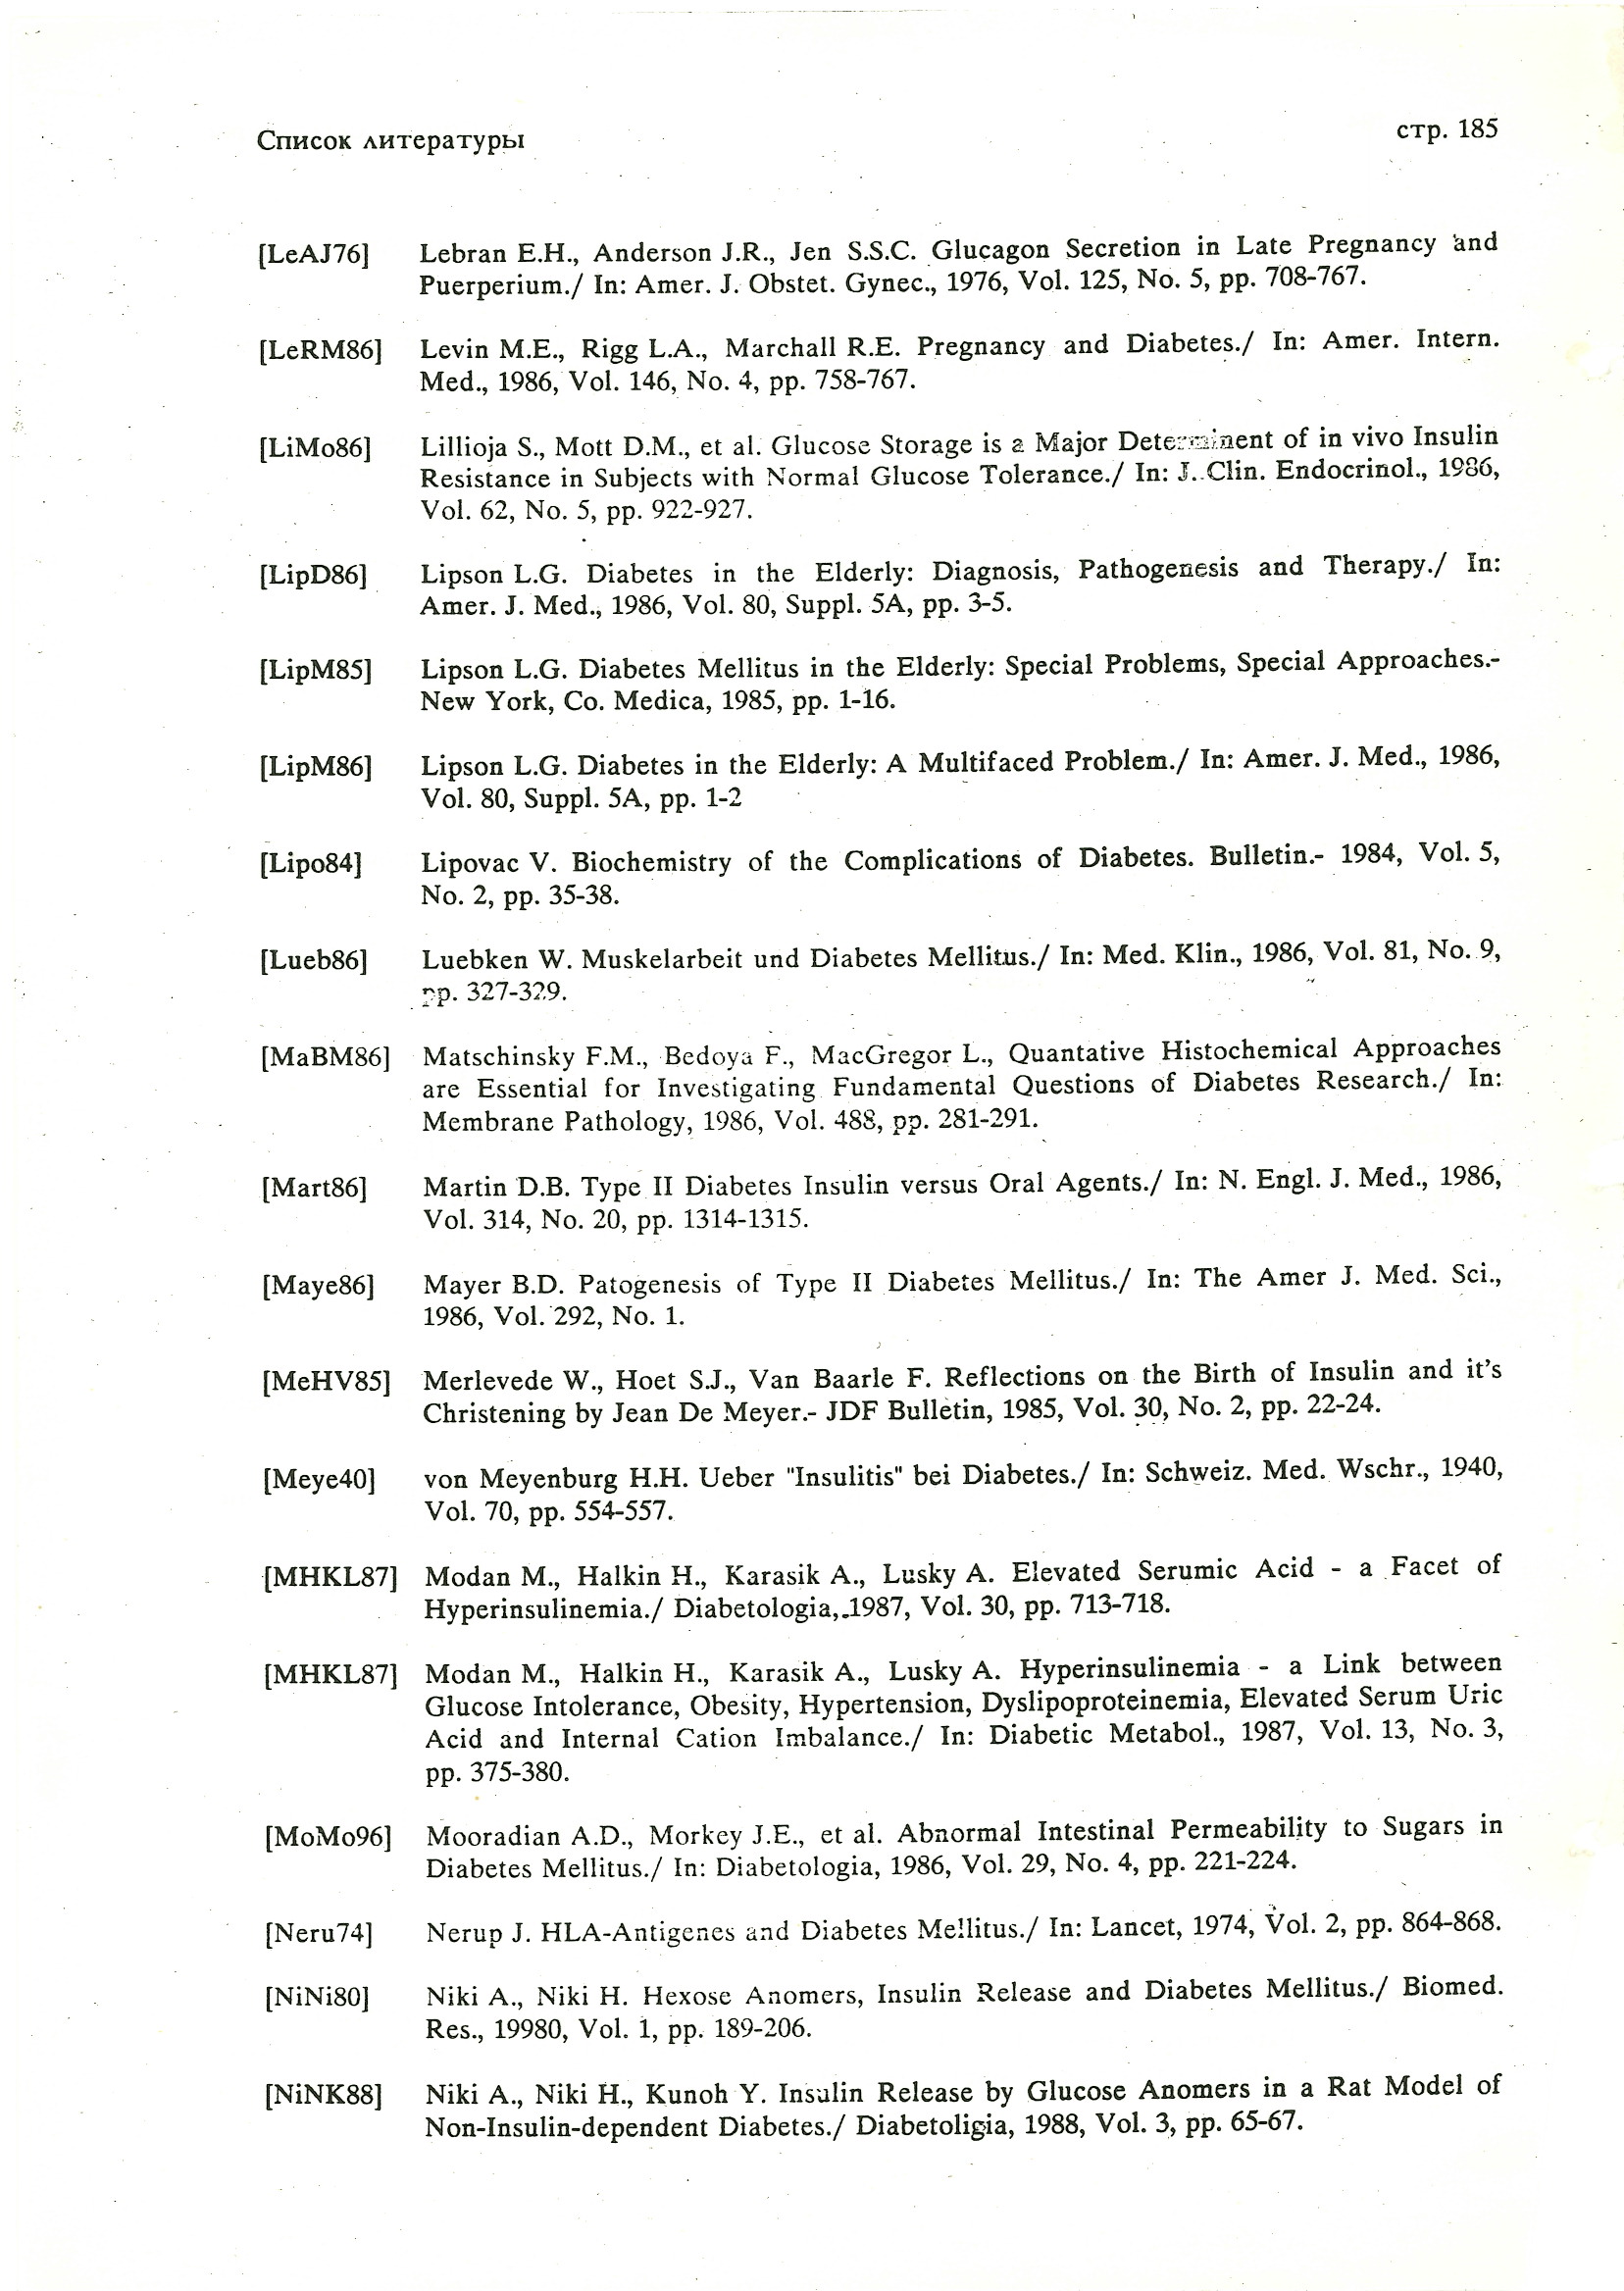 Список литературы
стр. 185
[LeAJ76] Lebran E.H., Anderson J.R., Jen S.S.C. Glucagon Secretion in Late Pregnancy and
Puerperium./ In: Amer. J. Obstet. Gynec., 1976, Vol. 125, No. 5, pp. 708-767.
[LeRM86] Levin M.E., Rigg L.A., Marchall R.E. Pregnancy and Diabetes./ In: Amer. Intern.
Med., 1986, Vol. 146, No. 4, pp. 758-767.
[LiMo86] Lillioja S., Mott D.M., et al. Glucose Storage is a Major Determinent of in vivo Insulin
Resistance in Subjects with Normal Glucose Tolerance./ In: J. Clin. Endocrinol., 1986,
Vol. 62, No. 5, pp. 922-927.
[LipD86] Lipson L.G. Diabetes in the Elderly: Diagnosis, Pathogenesis and Therapy./ In:
Amer. J. Med., 1986, Vol. 80, Suppl. 5A, pp. 3-5.
[LipM85] Lipson L.G. Diabetes Mellitus in the Elderly: Special Problems, Special Approaches.-
New York, Co. Medica, 1985, pp. 1-16.
[LipM86] Lipson L.G. Diabetes in the Elderly: A Multifaced Problem./ In: Amer. J. Med., 1986,
Vol. 80, Suppl. 5A, pp. 1-2
[Lipo84] Lipovac V. Biochemistry of the Complications of Diabetes. Bulletin.- 1984, Vol. 5,
No. 2, pp. 35-38.
[Lueb86] Luebken W. Muskelarbeit und Diabetes Mellitus./ In: Med. Klin., 1986, Vol. 81, No. 9,
pp. 327-329.
[MaBM86] Matschinsky F.M., Bedoya F., MacGregor L., Quantative Histochemical Approaches
are Essential for Investigating Fundamental Questions of Diabetes Research./ In:
Membrane Pathology, 1986, Vol. 488, pp. 281-291.
[Mart86] Martin D.B. Type II Diabetes Insulin versus Oral Agents./ In: N. Engl. J. Med., 1986,
Vol. 314, No. 20, pp. 1314-1315.
[Maye86] Mayer B.D. Patogenesis of Type II Diabetes Mellitus./ In: The Amer J. Med. Sci.,
1986, Vol. 292, No. 1.
[MeHV85] Merlevede W., Hoet S.J., Van Baarle F. Reflections on the Birth of Insulin and it's
Christening by Jean De Meyer.- JDF Bulletin, 1985, Vol. 30, No. 2, pp. 22-24.
[Meye40] von Meyenburg H.H. Ueber "Insulitis" bei Diabetes./ In: Schweiz. Med. Wschr., 1940,
Vol. 70, pp. 554-557.
[MHKL87] Modan M., Halkin H., Karasik A., Lusky A. Elevated Serumic Acid - a Facet of
Hyperinsulinemia./ Diabetologia, 1987, Vol. 30, pp. 713-718.
[MHKL87] Modan M., Halkin H., Karasik A., Lusky A. Hyperinsulinemia - a Link between
Glucose Intolerance, Obesity, Hypertension, Dyslipoproteinemia, Elevated Serum Uric
Acid and Internal Cation Imbalance./ In: Diabetic Metabol., 1987, Vol. 13, No. 3,
pp. 375-380.
[MoMo96] Mooradian A.D., Morkey J.E., et al. Abnormal Intestinal Permeability to Sugars in
Diabetes Mellitus./ In: Diabetologia, 1986, Vol. 29, No. 4, pp. 221-224.
[Neru74] Nerup J. HLA-Antigenes and Diabetes Mellitus./ In: Lancet, 1974, Vol. 2, pp. 864-868.
[NiNi80] Niki A., Niki H. Hexose Anomers, Insulin Release and Diabetes Mellitus./ Biomed.
Res., 19980, Vol. 1, pp. 189-206.
[NiNK88] Niki A., Niki H., Kunoh Y. Insulin Release by Glucose Anomers in a Rat Model of
Non-Insulin-dependent Diabetes./ Diabetoligia, 1988, Vol. 3, pp. 65-67.